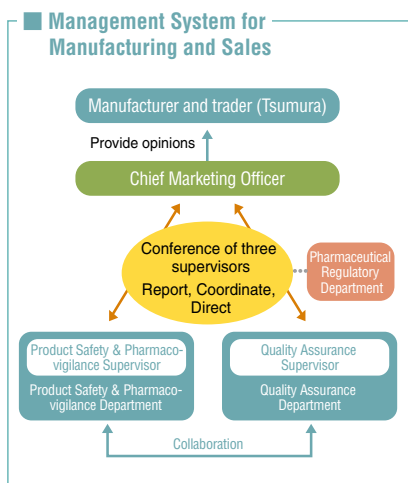 Management System for
Manufacturing and Sales
Manufacturer and trader (Tsumura)
Provide opinions
Chief Marketing Officer
Conference of three
supervisors
Report, Coordinate,
Direct
Pharmaceutical
Regulatory
Department
Product Safety & Pharmaco-
vigilance Supervisor
Product Safety & Pharmaco-
vigilance Department
Quality Assurance
Supervisor
Quality Assurance
Department
Collaboration